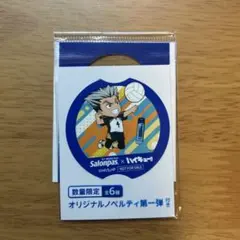 Salonpas × ハイキュー!!
NOT FOR SALE
数量限定 全6種
オリジナルノベルティ第一弾